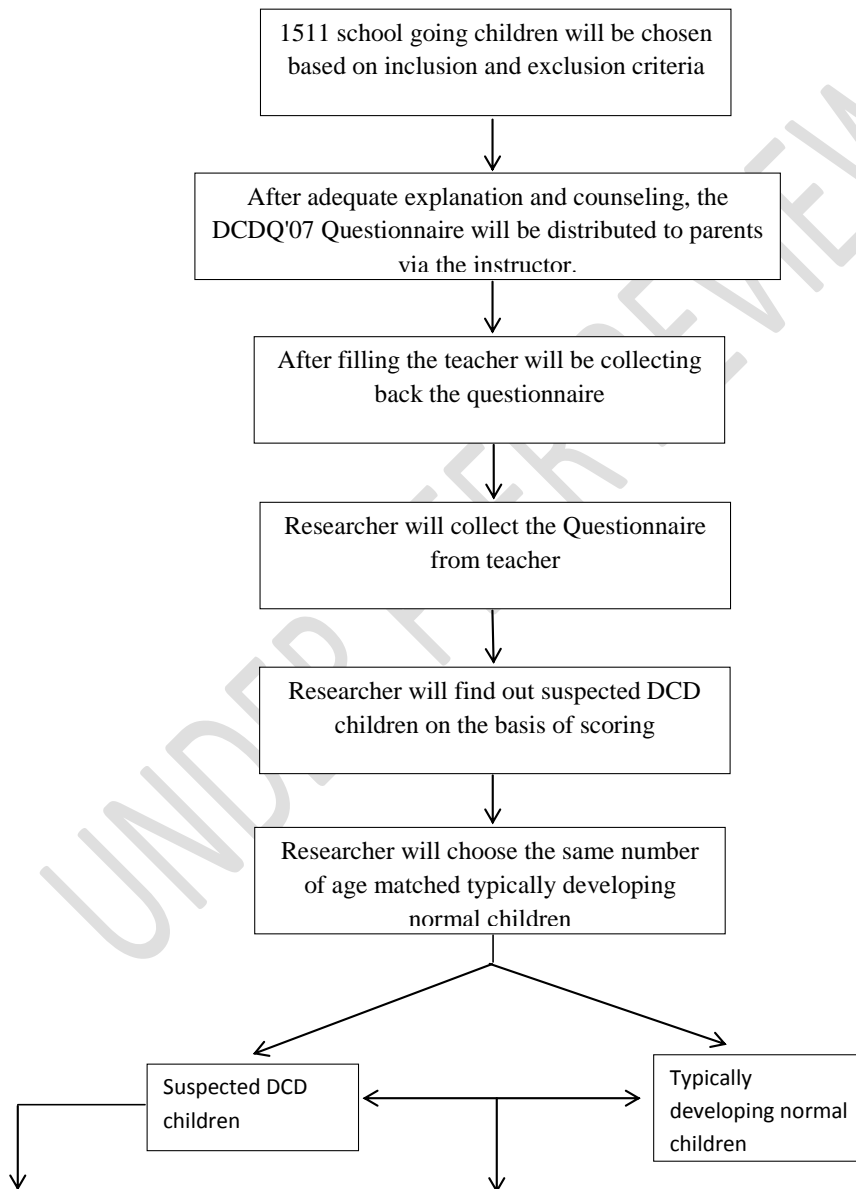 1511 school going children will be chosen
based on inclusion and exclusion criteria
After adequate explanation and counseling, the
DCDQ'07 Questionnaire will be distributed to parents
via the instructor.
After filling the teacher will be collecting
back the questionnaire
Researcher will collect the Questionnaire
from teacher
Researcher will find out suspected DCD
children on the basis of scoring
Researcher will choose the same number
of age matched typically developing
normal children
Suspected DCD
children
Typically
developing normal
children
UNDER PEER REVIEW